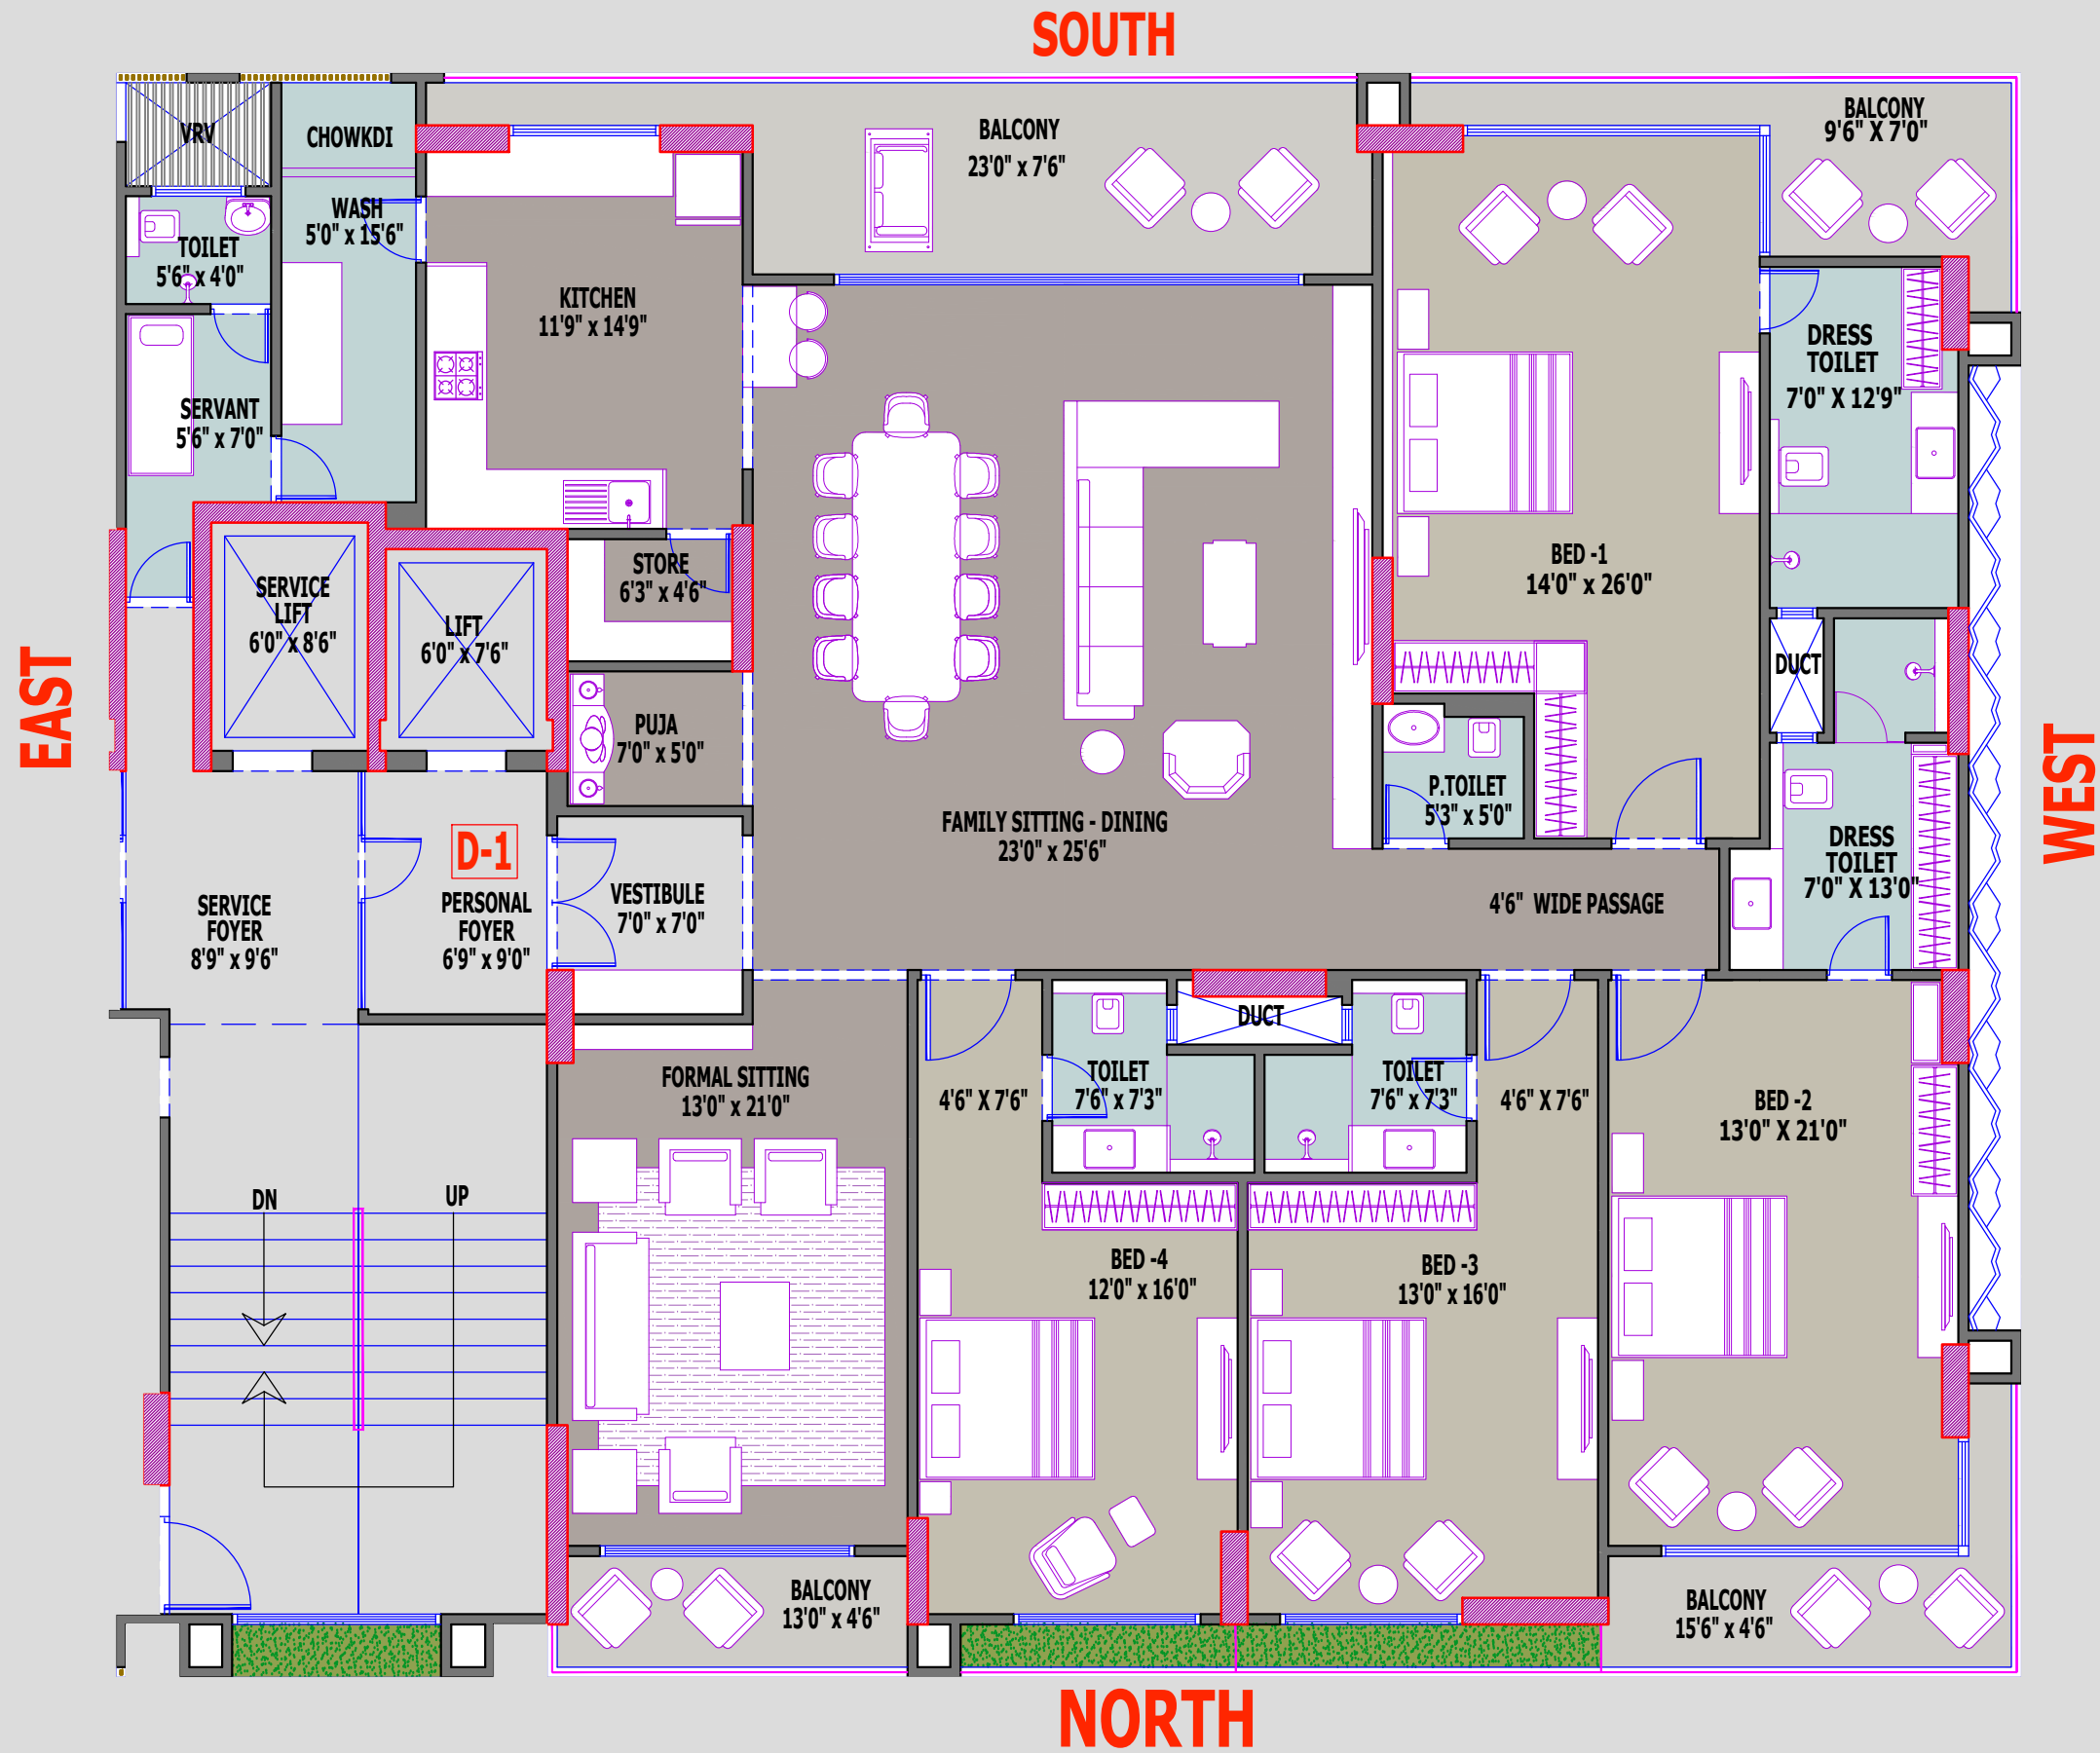 SOUTH
VRV
CHOWKDI
BALCONY
23'0" x 7'6"
BALCONY
9'6" X 7'0"
WASH
5'0" x 15'6"
TOILET
5'6" x 4'0"
KITCHEN
11'9" x 14'9"
DRESS
TOILET
7'0" X 12'9"
SERVANT
5'6" x 7'0"
STORE
6'3" x 4'6"
BED -1
14'0" x 26'0"
SERVICE
LIFT
6'0" x 8'6"
LIFT
6'0" x 7'6"
EAST
DUCT
PUJA
7'0" x 5'0"
WEST
P.TOILET
5'3" x 5'0"
FAMILY SITTING - DINING
23'0" x 25'6"
D-1
DRESS
TOILET
7'0" X 13'0"
SERVICE
FOYER
8'9" x 9'6"
PERSONAL
FOYER
6'9" x 9'0"
VESTIBULE
7'0" x 7'0"
4'6" WIDE PASSAGE
DUCT
FORMAL SITTING
13'0" x 21'0"
4'6" X 7'6"
TOILET
7'6" x 7'3"
TOILET
7'6" x 7'3"
4'6" X 7'6"
BED -2
13'0" X 21'0"
DN
UP
BED -4
12'0" x 16'0"
BED -3
13'0" x 16'0"
BALCONY
13'0" x 4'6"
BALCONY
15'6" x 4'6"
NORTH